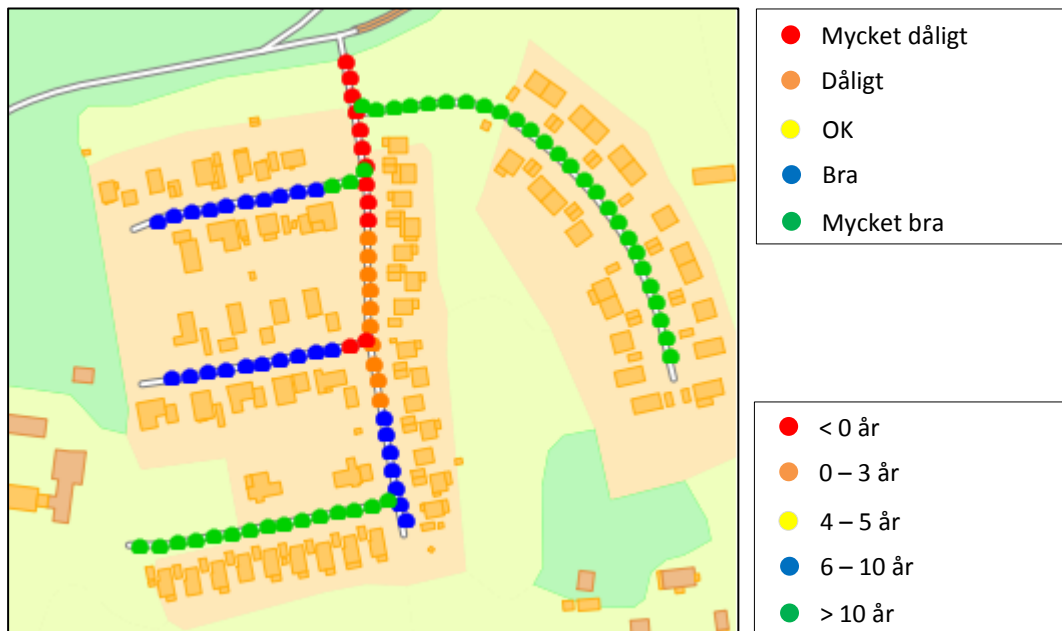 Mycket dåligt
Dåligt
OK
Bra
Mycket bra
< 0 år
0 – 3 år
4 – 5 år
6 – 10 år
> 10 år